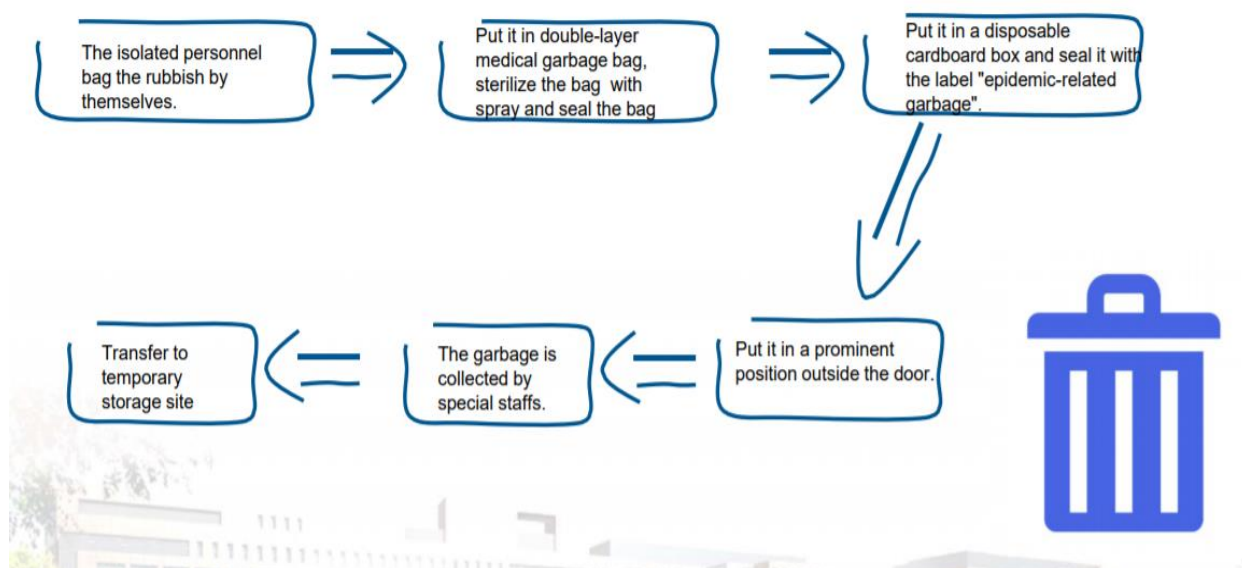 The isolated personnel
bag the rubbish by
themselves.
Put it in double-layer
medical garbage bag,
sterilize the bag with
spray and seal the bag
Put it in a disposable
cardboard box and seal it with
the label "epidemic-related
garbage".
Put it in a prominent
position outside the door.
The garbage is
collected by
special staffs.
Transfer to
temporary
storage site